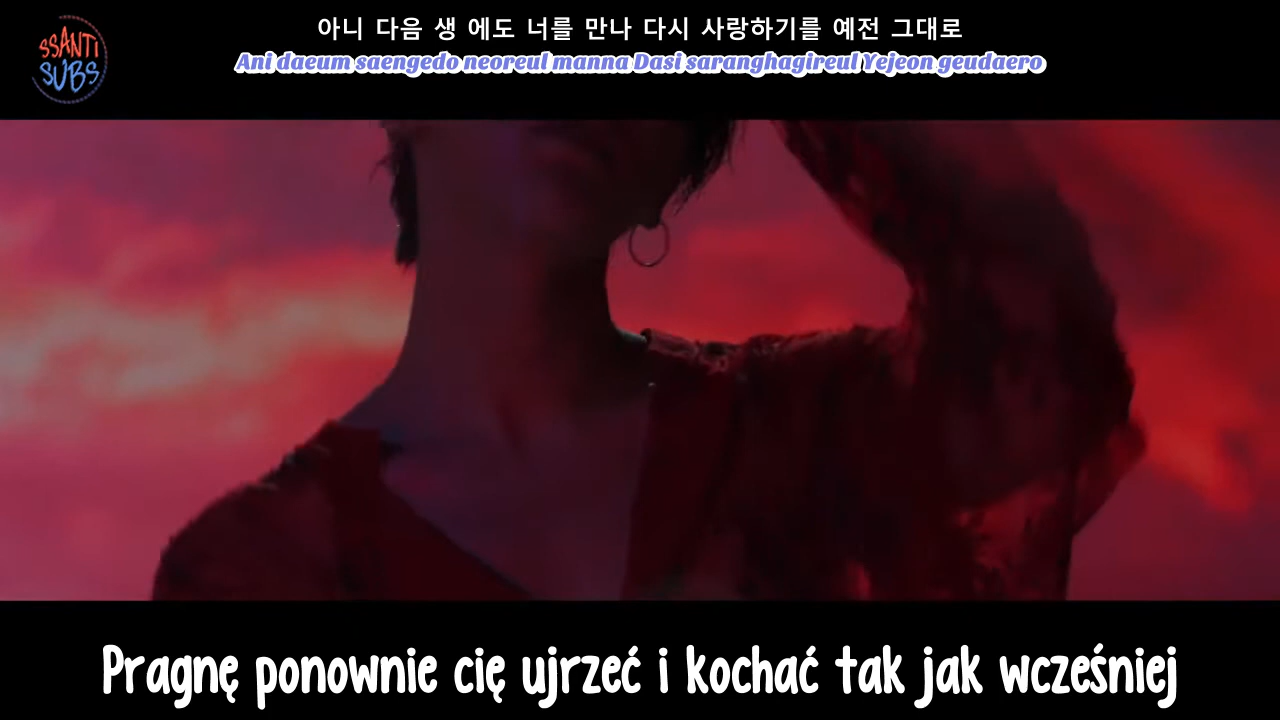 SSANTI
SUBS
아니 다음 생 에도 너를 만나 다시 사랑하기를 예전 그대로
Ani daeum saengedo neoreul manna Dasi saranghagireul Yejeon geudaero
Pragnę ponownie cię ujrzeć i kochać tak jak wcześniej